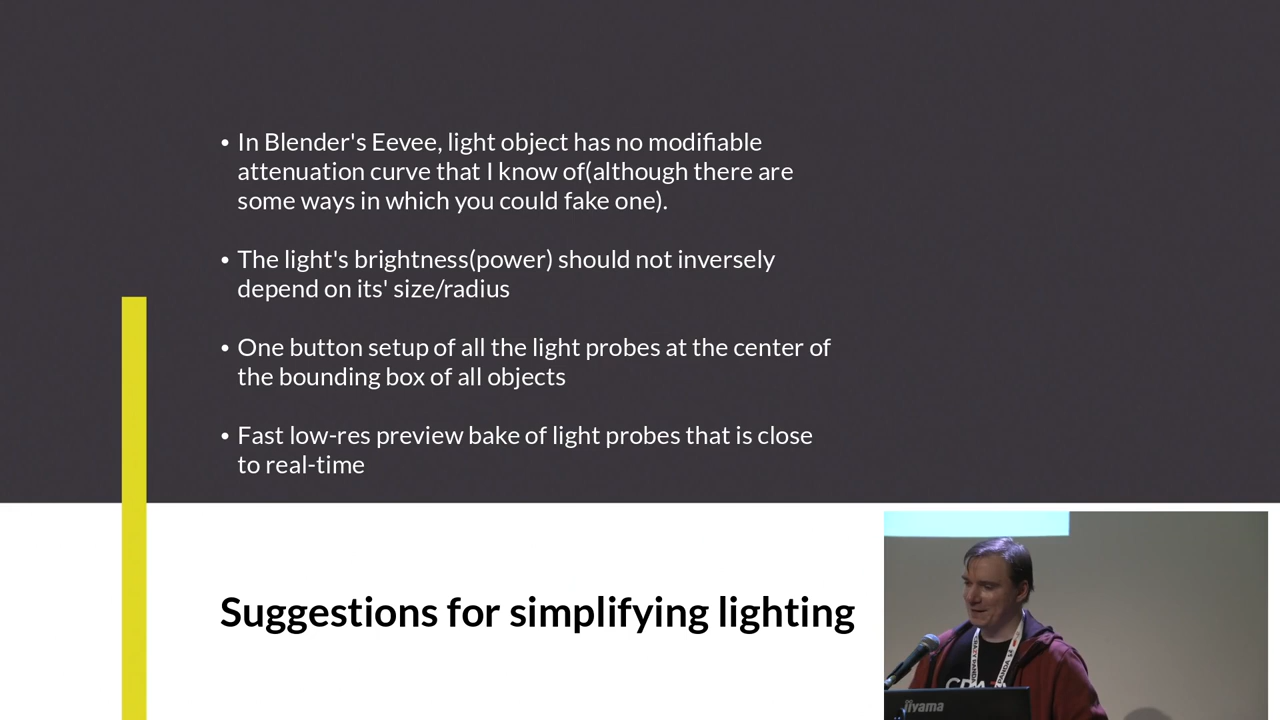 • In Blender's Eevee, light object has no modifiable
attenuation curve that I know of(although there are
some ways in which you could fake one).
• The light's brightness(power) should not inversely
depend on its' size/radius
• One button setup of all the light probes at the center of
the bounding box of all objects
• Fast low-res preview bake of light probes that is close
to real-time
Suggestions for simplifying lighting
iiyama